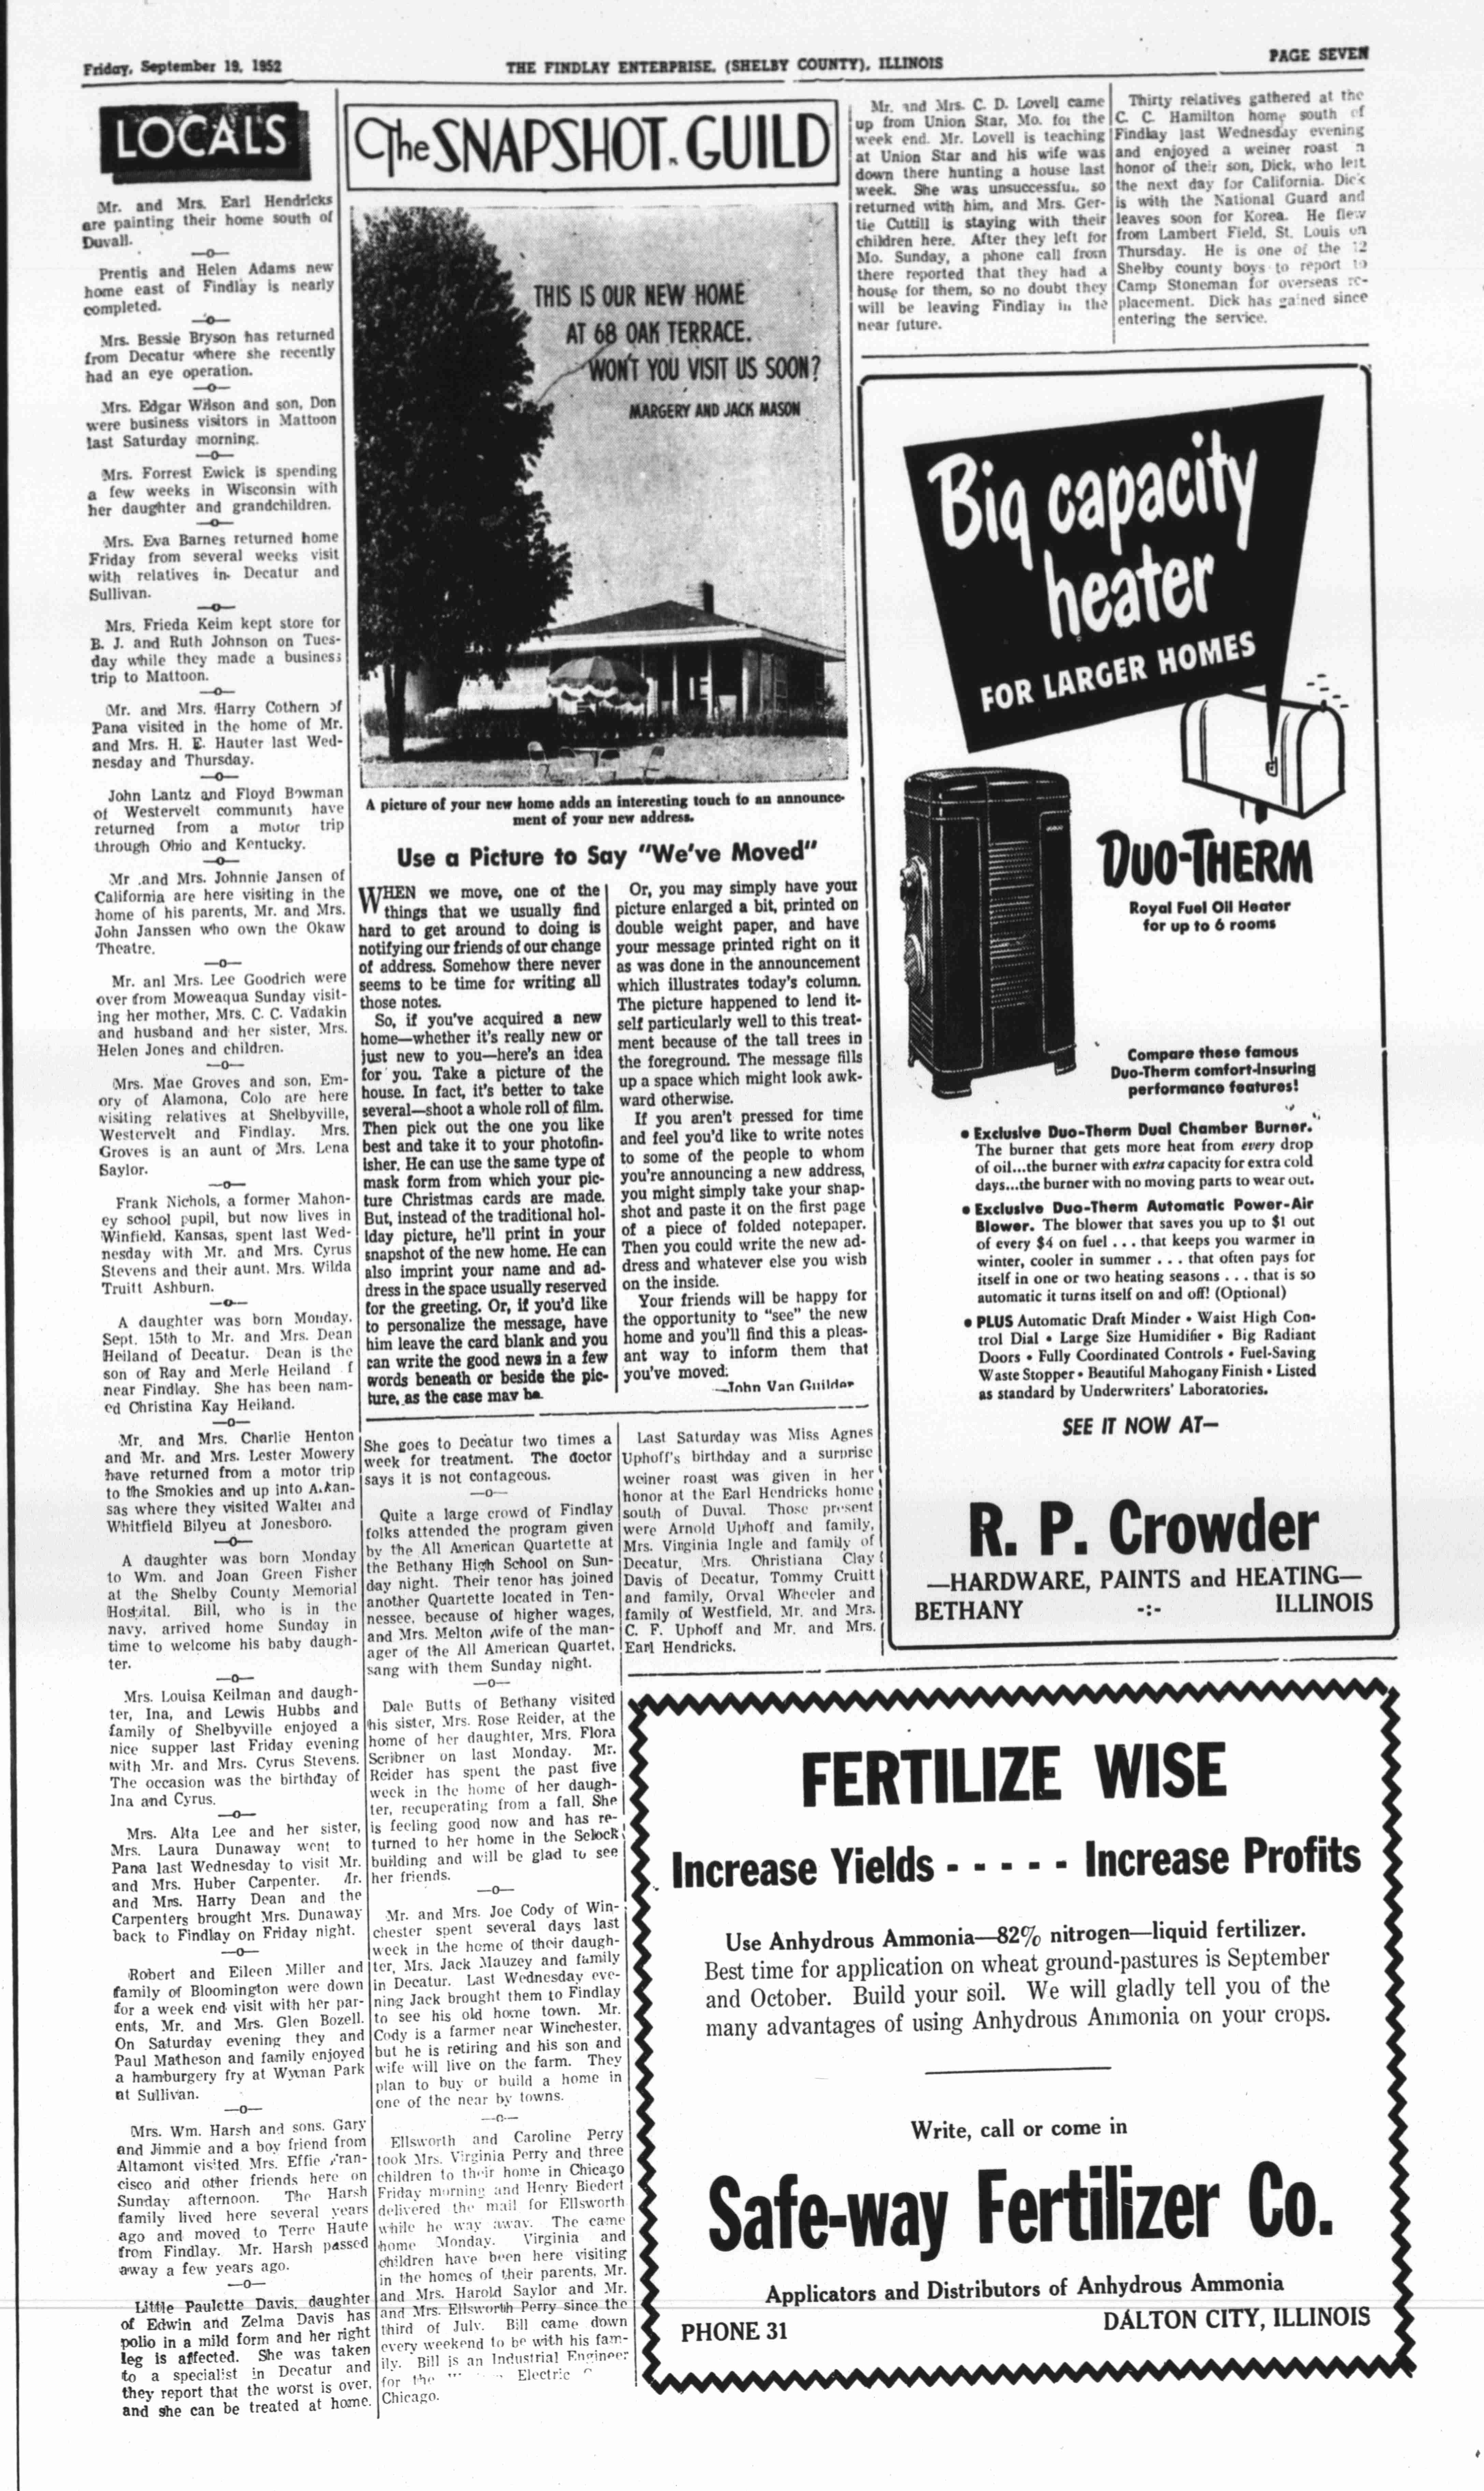 Friday, September 19, 1952
THE FINDLAY ENTERPRISE, (SHELBY COUNTY), ILLINOIS
PAGE SEVEN
LOCALS
Mr. and Mrs. Earl Hendricks
are painting their home south of
Duvall.
—o—
Prentis and Helen Adams new
home east of Findlay is nearly
completed.
—o—
Mrs. Bessie Bryson has returned
from Decatur where she recently
had an eye operation.
—o—
Mrs. Edgar Wilson and son, Don
were business visitors in Mattoon
last Saturday morning.
—o—
Mrs. Forrest Ewick is spending
a few weeks in Wisconsin with
her daughter and grandchildren.
—o—
Mrs. Eva Barnes returned home
Friday from several weeks visit
with relatives in Decatur and
Sullivan.
—o—
Mrs. Frieda Keim kept store for
B. J. and Ruth Johnson on Tues-
day while they made a business
trip to Mattoon.
—o—
Mr. and Mrs. Harry Cothern of
Pana visited in the home of Mr.
and Mrs. H. E. Hauter last Wed-
nesday and Thursday.
—o—
John Lantz and Floyd Bowman
of Westervelt community have
returned from a motor trip
through Ohio and Kentucky.
—o—
Mr .and Mrs. Johnnie Jansen of
California are here visiting in the
home of his parents, Mr. and Mrs.
John Janssen who own the Okaw
Theatre.
—o—
Mr. anl Mrs. Lee Goodrich were
over from Moweaqua Sunday visit-
ing her mother, Mrs. C. C. Vadakin
and husband and her sister, Mrs.
Helen Jones and children.
—o—
Mrs. Mae Groves and son, Em-
ory of Alamona, Colo are here
visiting relatives at Shelbyville,
Westervelt and Findlay. Mrs.
Groves is an aunt of Mrs. Lena
Saylor.
—o—
Frank Nichols, a former Mahon-
ey school pupil, but now lives in
Winfield, Kansas, spent last Wed-
nesday with Mr. and Mrs. Cyrus
Stevens and their aunt, Mrs. Wilda
Truitt Ashburn.
—o—
A daughter was born Monday,
Sept. 15th to Mr. and Mrs. Dean
Heiland of Decatur. Dean is the
son of Ray and Merle Heiland f
near Findlay. She has been nam-
ed Christina Kay Heiland.
—o—
Mr. and Mrs. Charlie Henton
and Mr. and Mrs. Lester Mowery
have returned from a motor trip
to the Smokies and up into Arkan-
sas where they visited Walter and
Whitfield Bilyeu at Jonesboro.
—o—
A daughter was born Monday
to Wm. and Joan Green Fisher
at the Shelby County Memorial
Hospital. Bill, who is in the
navy, arrived home Sunday in
time to welcome his baby daugh-
ter.
—o—
Mrs. Louisa Keilman and daugh-
ter, Ina, and Lewis Hubbs and
family of Shelbyville enjoyed a
nice supper last Friday evening
with Mr. and Mrs. Cyrus Stevens.
The occasion was the birthday of
Ina and Cyrus.
—o—
Mrs. Alta Lee and her sister,
Mrs. Laura Dunaway went to
Pana last Wednesday to visit Mr.
and Mrs. Huber Carpenter. Mr.
and Mrs. Harry Dean and the
Carpenters brought Mrs. Dunaway
back to Findlay on Friday night.
—o—
Robert and Eileen Miller and
family of Bloomington were down
for a week end visit with her par-
ents, Mr. and Mrs. Glen Bozell.
On Saturday evening they and
Paul Matheson and family enjoyed
a hamburgery fry at Wyman Park
at Sullivan.
—o—
Mrs. Wm. Harsh and sons, Gary
and Jimmie and a boy friend from
Altamont visited Mrs. Effie Fran-
cisco and other friends here on
Sunday afternoon. The Harsh
family lived here several years
ago and moved to Terre Haute
from Findlay. Mr. Harsh passed
away a few years ago.
—o—
Little Paulette Davis, daughter
of Edwin and Zelma Davis has
polio in a mild form and her right
leg is affected. She was taken
to a specialist in Decatur and
they report that the worst is over,
and she can be treated at home.
The SNAPSHOT GUILD
THIS IS OUR NEW HOME
AT 68 OAK TERRACE.
WON'T YOU VISIT US SOON?
MARGERY AND JACK MASON
A picture of your new home adds an interesting touch to an announce-
ment of your new address.
Use a Picture to Say "We've Moved"
WHEN we move, one of the
things that we usually find
hard to get around to doing is
notifying our friends of our change
of address. Somehow there never
seems to be time for writing all
those notes.
So, if you've acquired a new
home—whether it's really new or
just new to you—here's an idea
for you. Take a picture of the
house. In fact, it's better to take
several—shoot a whole roll of film.
Then pick out the one you like
best and take it to your photofin-
isher. He can use the same type of
mask form from which your pic-
ture Christmas cards are made.
But, instead of the traditional hol-
iday picture, he'll print in your
snapshot of the new home. He can
also imprint your name and ad-
dress in the space usually reserved
for the greeting. Or, if you'd like
to personalize the message, have
him leave the card blank and you
can write the good news in a few
words beneath or beside the pic-
ture, as the case may be.
Or, you may simply have your
picture enlarged a bit, printed on
double weight paper, and have
your message printed right on it
as was done in the announcement
which illustrates today's column.
The picture happened to lend it-
self particularly well to this treat-
ment because of the tall trees in
the foreground. The message fills
up a space which might look awk-
ward otherwise.
If you aren't pressed for time
and feel you'd like to write notes
to some of the people to whom
you're announcing a new address,
you might simply take your snap-
shot and paste it on the first page
of a piece of folded notepaper.
Then you could write the new ad-
dress and whatever else you wish
on the inside.
Your friends will be happy for
the opportunity to "see" the new
home and you'll find this a pleas-
ant way to inform them that
you've moved.
—John Van Guilder
She goes to Decatur two times a
week for treatment. The doctor
says it is not contageous.
—o—
Quite a large crowd of Findlay
folks attended the program given
by the All American Quartette at
the Bethany High School on Sun-
day night. Their tenor has joined
another Quartette located in Ten-
nessee, because of higher wages,
and Mrs. Melton ,wife of the man-
ager of the All American Quartet,
sang with them Sunday night.
—o—
Dale Butts of Bethany visited
his sister, Mrs. Rose Reider, at the
home of her daughter, Mrs. Flora
Scribner on last Monday. Mr.
Reider has spent the past five
week in the home of her daugh-
ter, recuperating from a fall. She
is feeling good now and has re-
turned to her home in the Selock
building and will be glad to see
her friends.
—o—
Mr. and Mrs. Joe Cody of Win-
chester spent several days last
week in the home of their daugh-
ter, Mrs. Jack Mauzey and family
in Decatur. Last Wednesday eve-
ning Jack brought them to Findlay
to see his old home town. Mr.
Cody is a farmer near Winchester,
but he is retiring and his son and
wife will live on the farm. They
plan to buy or build a home in
one of the near by towns.
—o—
Ellsworth and Caroline Perry
took Mrs. Virginia Perry and three
children to their home in Chicago
Friday morning and Henry Biedert
delivered the mail for Ellsworth
while he way away. The came
home Monday. Virginia and
children have been here visiting
in the homes of their parents, Mr.
and Mrs. Harold Saylor and Mr.
and Mrs. Ellsworth Perry since the
third of July. Bill came down
every weekend to be with his fam-
ily. Bill is an Industrial Engineer
for the Electric
Chicago.
Last Saturday was Miss Agnes
Uphoff's birthday and a surprise
weiner roast was given in her
honor at the Earl Hendricks home
south of Duval. Those present
were Arnold Uphoff and family,
Mrs. Virginia Ingle and family of
Decatur, Mrs. Christiana Clay
Davis of Decatur, Tommy Cruitt
and family, Orval Wheeler and
family of Westfield, Mr. and Mrs.
C. F. Uphoff and Mr. and Mrs.
Earl Hendricks.
Mr. and Mrs. C. D. Lovell came
up from Union Star, Mo. for the
week end. Mr. Lovell is teaching
at Union Star and his wife was
down there hunting a house last
week. She was unsuccessful, so
returned with him, and Mrs. Ger-
tie Cuttill is staying with their
children here. After they left for
Mo. Sunday, a phone call from
there reported that they had a
house for them, so no doubt they
will be leaving Findlay in the
near future.
Thirty relatives gathered at the
C. C. Hamilton home south of
Findlay last Wednesday evening
and enjoyed a weiner roast n
honor of their son, Dick, who left
the next day for California. Dick
is with the National Guard and
leaves soon for Korea. He flew
from Lambert Field, St. Louis on
Thursday. He is one of the 12
Shelby county boys to report to
Camp Stoneman for overseas re-
placement. Dick has gained since
entering the service.
Big capacity
heater
FOR LARGER HOMES
DUO-THERM
Royal Fuel Oil Heater
for up to 6 rooms
Compare these famous
Duo-Therm comfort-insuring
performance features!
• Exclusive Duo-Therm Dual Chamber Burner.
The burner that gets more heat from every drop
of oil...the burner with extra capacity for extra cold
days...the burner with no moving parts to wear out.
• Exclusive Duo-Therm Automatic Power-Air
Blower. The blower that saves you up to $1 out
of every $4 on fuel . . . that keeps you warmer in
winter, cooler in summer . . . that often pays for
itself in one or two heating seasons . . . that is so
automatic it turns itself on and off! (Optional)
• PLUS Automatic Draft Minder • Waist High Con-
trol Dial • Large Size Humidifier • Big Radiant
Doors • Fully Coordinated Controls • Fuel-Saving
Waste Stopper • Beautiful Mahogany Finish • Listed
as standard by Underwriters' Laboratories.
SEE IT NOW AT—
R. P. Crowder
—HARDWARE, PAINTS and HEATING—
BETHANY -:- ILLINOIS
FERTILIZE WISE
Increase Yields - - - - - Increase Profits
Use Anhydrous Ammonia—82% nitrogen—liquid fertilizer.
Best time for application on wheat ground-pastures is September
and October. Build your soil. We will gladly tell you of the
many advantages of using Anhydrous Ammonia on your crops.
Write, call or come in
Safe-way Fertilizer Co.
Applicators and Distributors of Anhydrous Ammonia
PHONE 31 DALTON CITY, ILLINOIS